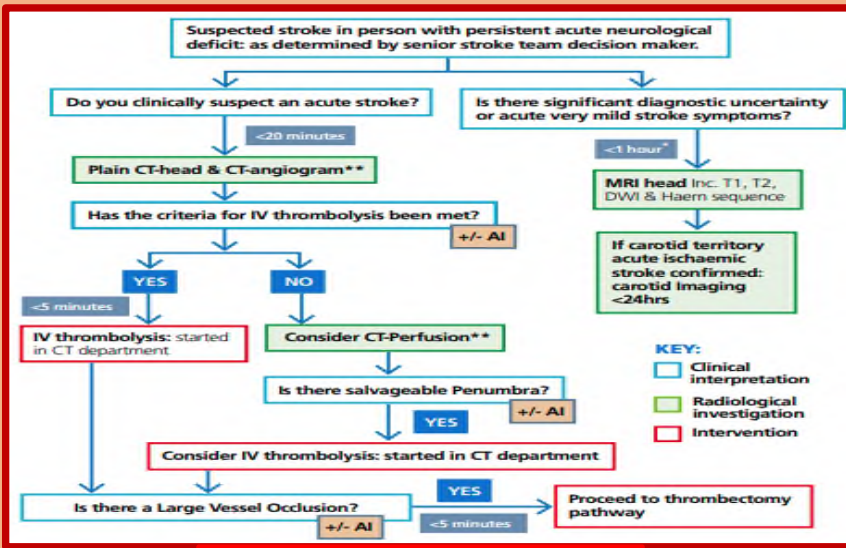 Suspected stroke in person with persistent acute neurological
deficit: as determined by senior stroke team decision maker.
Do you clinically suspect an acute stroke?
Is there significant diagnostic uncertainty
or acute very mild stroke symptoms?
<20 minutes
<1 hour*
Plain CT-head & CT-angiogram**
MRI head Inc. T1, T2,
DWI & Haem sequence
Has the criteria for IV thrombolysis been met?
+/- AI
If carotid territory
acute ischaemic
stroke confirmed:
carotid Imaging
<24hrs
YES
NO
<5 minutes
IV thrombolysis: started
in CT department
Consider CT-Perfusion**
KEY:
Clinical
interpretation
Radiological
investigation
Intervention
Is there salvageable Penumbra?
+/- AI
YES
Consider IV thrombolysis: started in CT department
Is there a Large Vessel Occlusion?
+/- AI
YES
<5 minutes
Proceed to thrombectomy
pathway